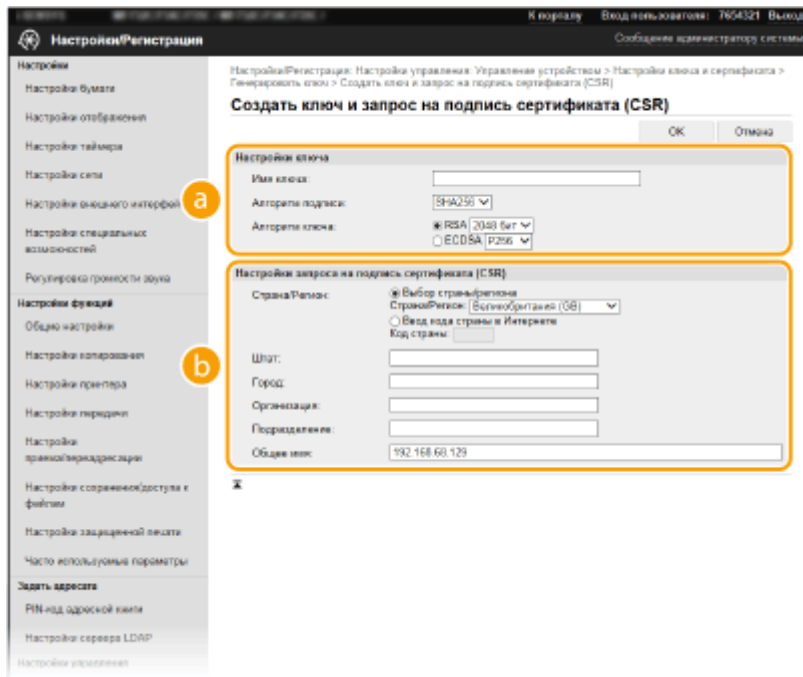 К порталу Вход пользователя: 7654321 Выход
Настройки/Регистрация
Сообщение администратору системы
Настройки
Настройки бумаги
Настройки отображения
Настройки таймера
Настройки сети
Настройки внешнего интерфей
Настройки специальных
возможностей
Регулировка громкости звука
Настройки функций
Общие настройки
Настройки копирования
Настройки принтера
Настройки передачи
Настройки
приема/переадресации
Настройки сохранения/доступа к
файлам
Настройки защищенной печати
Часто используемые параметры
Задать адресата
PIN-код адресной книги
Настройки сервера LDAP
Настройки управления
Настройки/Регистрация: Настройки управления: Управление устройством > Настройки ключа и сертификата >
Генерировать ключ > Создать ключ и запрос на подпись сертификата (CSR)
Создать ключ и запрос на подпись сертификата (CSR)
OK Отмена
a
Настройки ключа
Имя ключа:
Алгоритм подписи: SHA256
Алгоритм ключа: RSA 2048 бит
ECDSA P256
b
Настройки запроса на подпись сертификата (CSR)
Страна/Регион: Выбор страны/региона
Страна/Регион: Великобритания (GB)
Ввод кода страны в Интернете
Код страны:
Штат:
Город:
Организация:
Подразделение:
Общее имя: 192.168.68.129